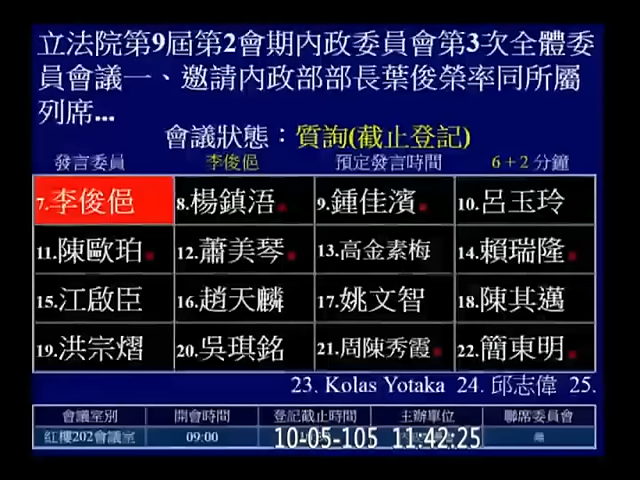 立法院第9屆第2會期內政委員會第3次全體委
員會議一、邀請內政部部長葉俊榮率同所屬
列席...
會議狀態：質詢(截止登記)
發言委員 李俊俋 預定發言時間 6+2 分鐘
7.李俊俋 8.楊鎮浯 9.鍾佳濱 10.呂玉玲
11.陳歐珀 12.蕭美琴 13.高金素梅 14.賴瑞隆
15.江啟臣 16.趙天麟 17.姚文智 18.陳其邁
19.洪宗熠 20.吳琪銘 21.周陳秀霞 22.簡東明
23. Kolas Yotaka 24. 邱志偉 25.
會議室別 開會時間 登記截止時間 主辦單位 聯席委員會
紅樓202會議室 09:00
10-05-105 11:42:25